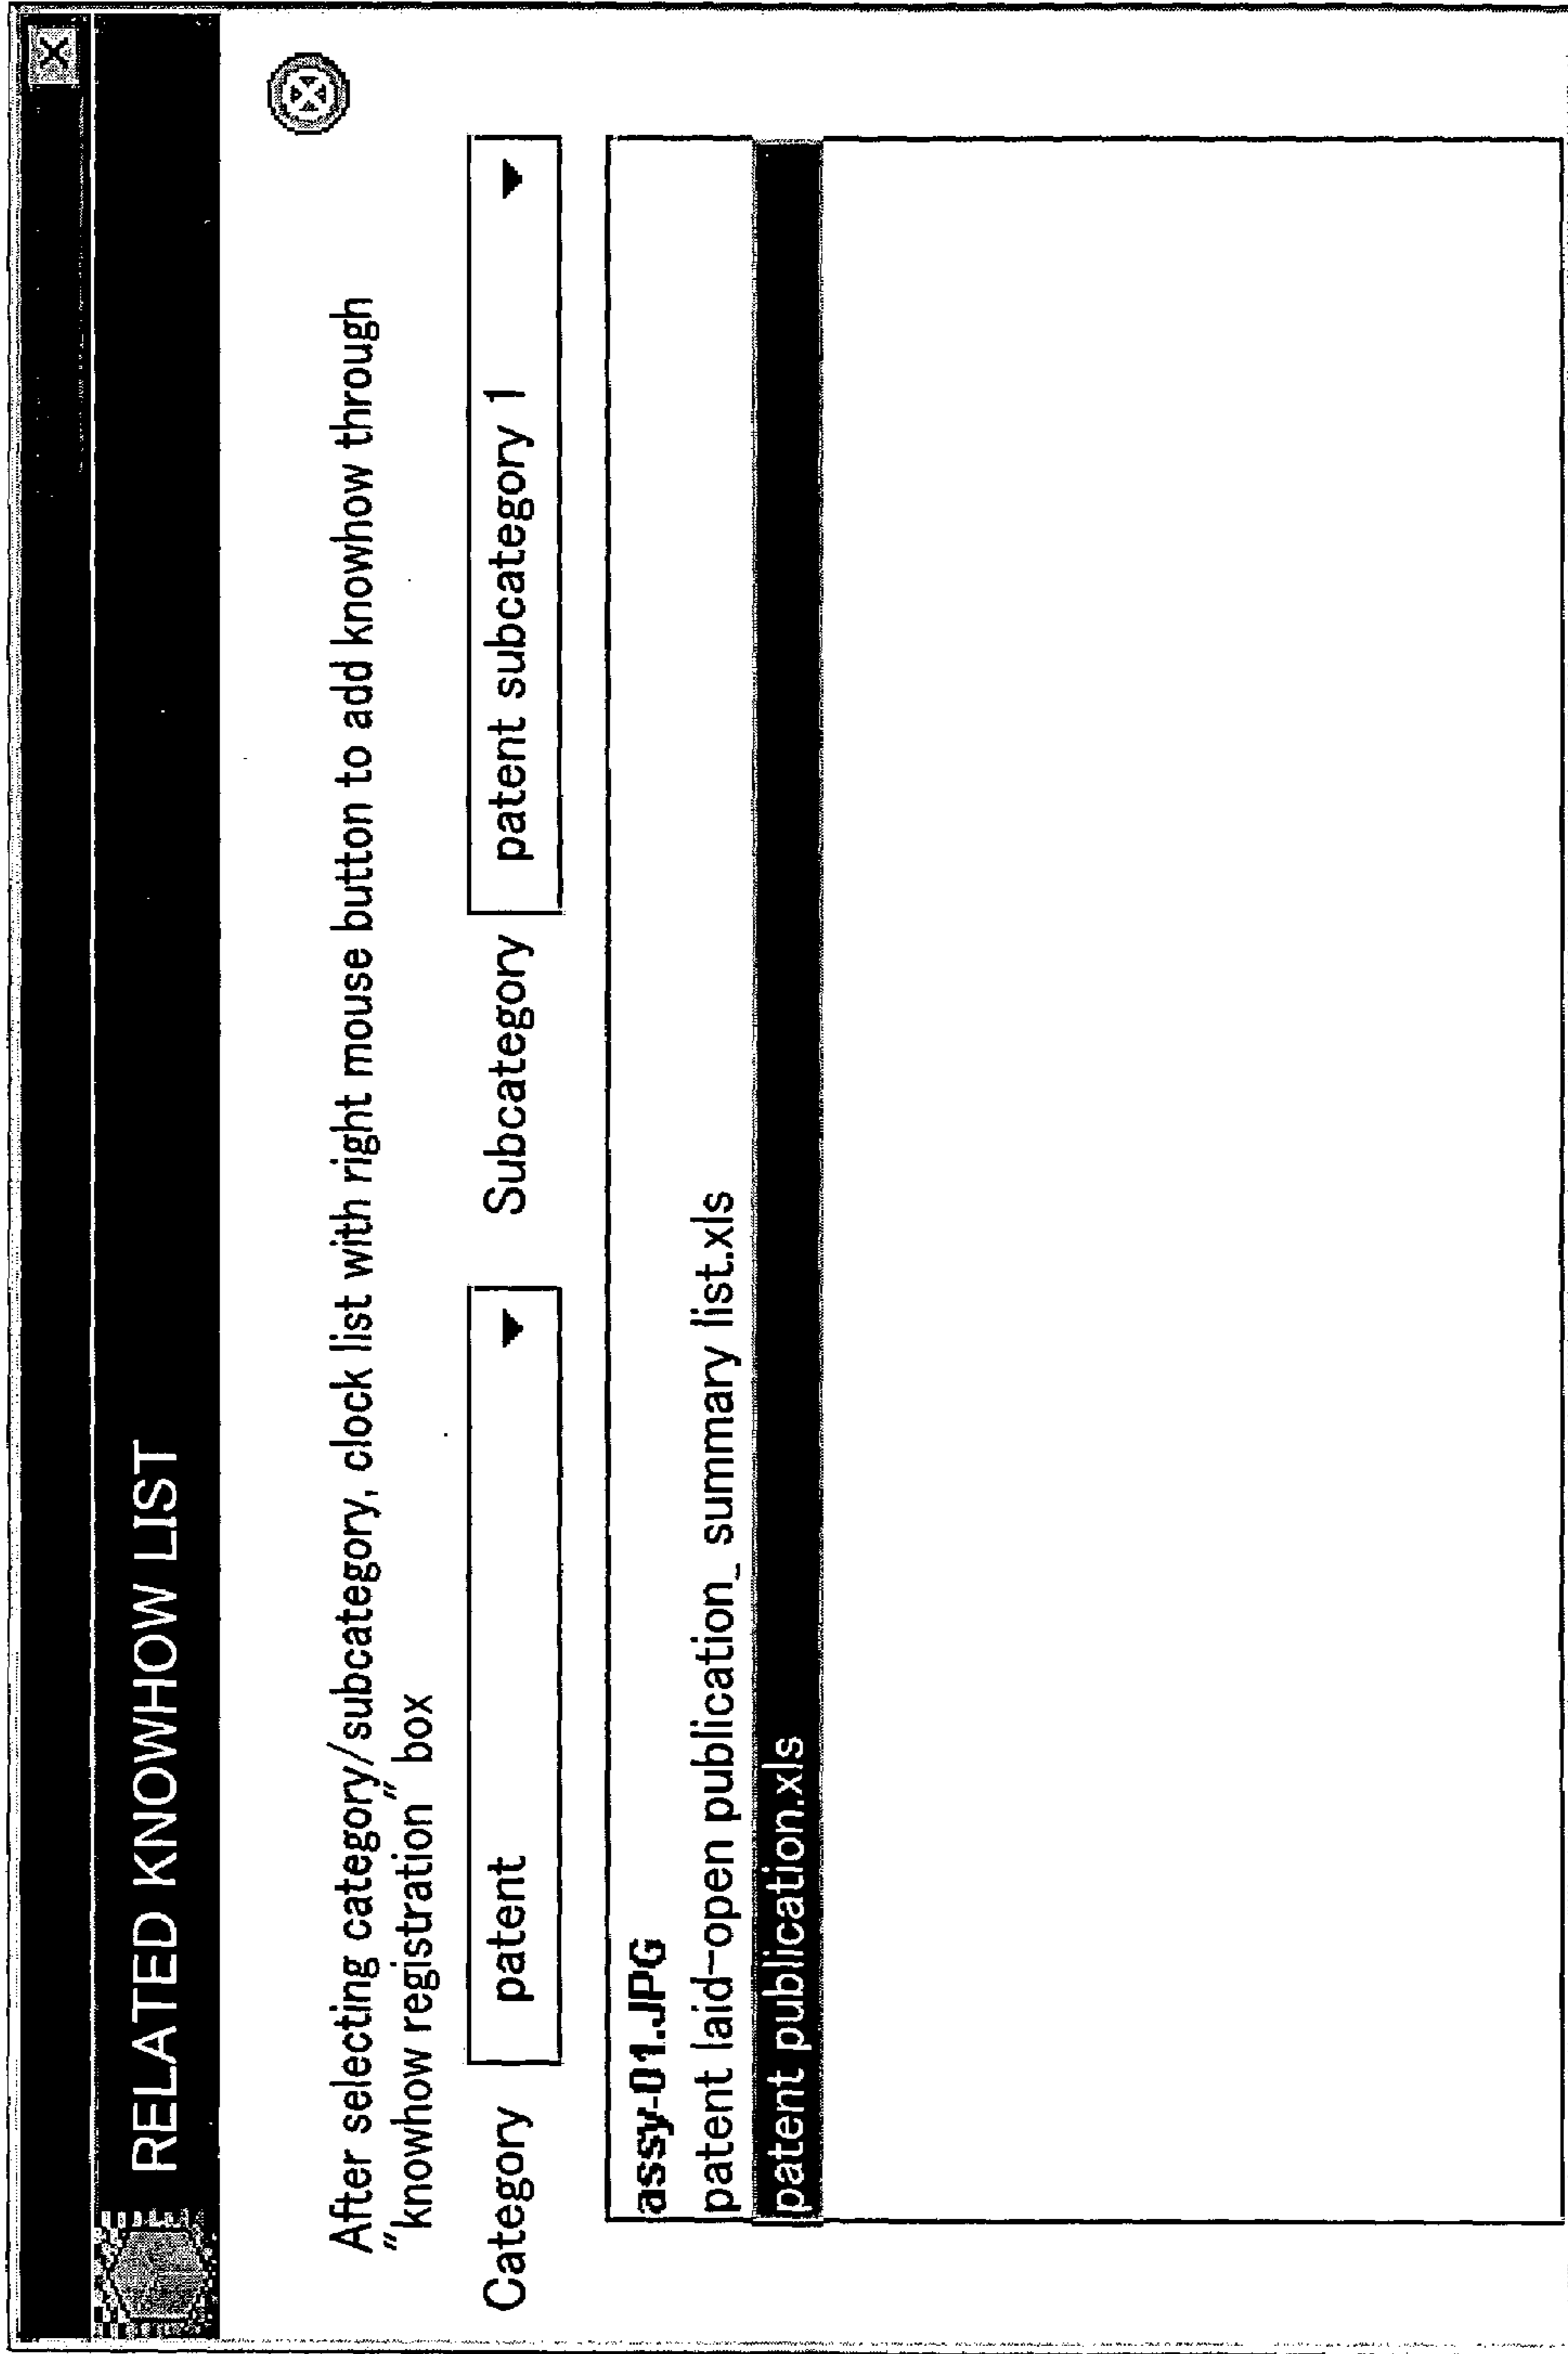 RELATED KNOWHOW LIST
After selecting category/subcategory, clock list with right mouse button to add knowhow through
"knowhow registration" box
Category patent Subcategory patent subcategory 1
assy-01.JPG
patent laid-open publication_ summary list.xls
patent publication.xls